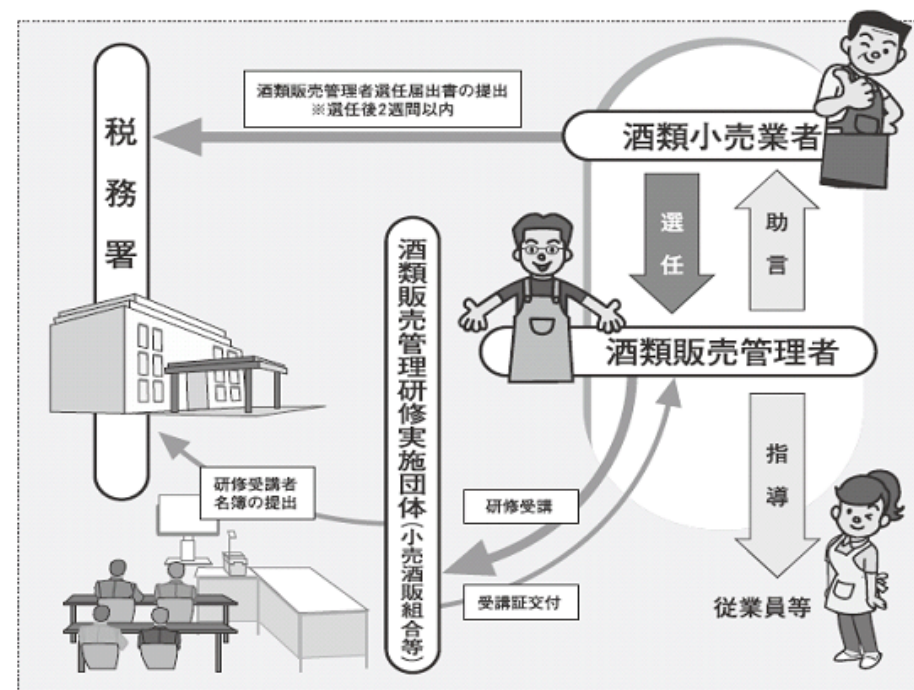 酒類販売管理者選任届出書の提出
※選任後2週間以内
税務署
酒類小売業者
選任
助言
酒類販売管理者
酒類販売管理研修実施団体(小売酒販組合等)
指導
研修受講者
名簿の提出
研修受講
受講証交付
従業員等